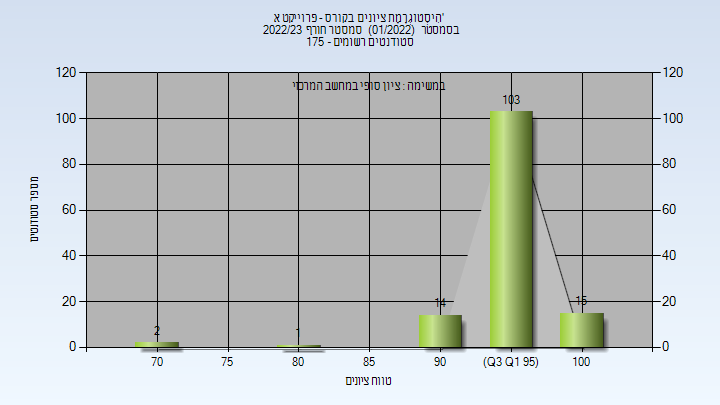 היסטוגרמת ציונים בקורס - פרוייקט א'
בסמסטר (01/2022) סמסטר חורף 2022/23
סטודנטים רשומים - 175
במשימה : ציון סופי במחשב המרכזי
120 120
100 100
80 80
60 60
40 40
20 20
0 0
מספר סטודנטים
2 1 14 103 15
70 75 80 85 90 (Q3 Q1 95) 100
טווח ציונים